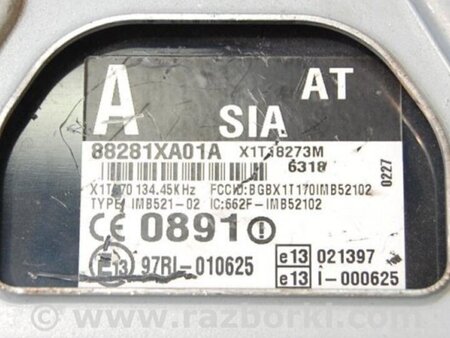 A AT
SIA
88281XA01A X1T18273M
6318
0227
X1T170 134.45KHz FCCID:BGBX1T170IMB52102
TYPE: IMB521-02 IC:662F-IMB52102
CE 0891
E13 97RI-010625
e13 021397
e13 I-000625
www.razborki.com